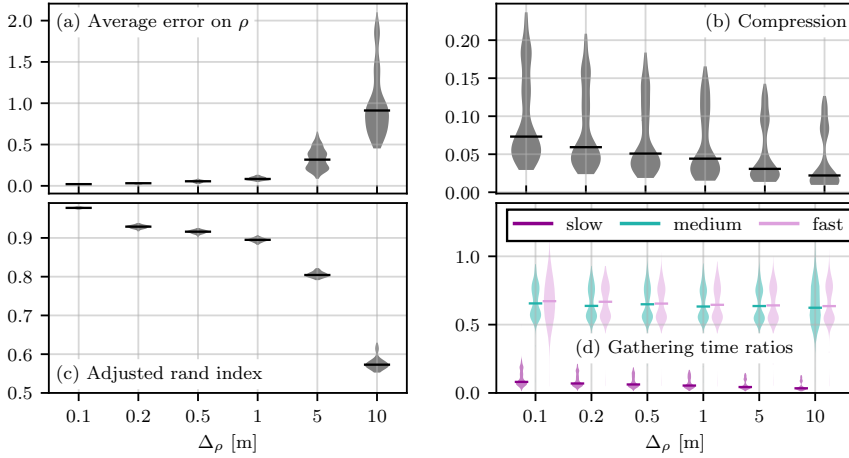 (a) Average error on ρ
2.0
1.5
1.0
0.5
0.0
(b) Compression
0.20
0.15
0.10
0.05
0.00
0.9
0.8
0.7
0.6
0.5
(c) Adjusted rand index
0.1 0.2 0.5 1 5 10
Δρ [m]
slow medium fast
1.0
0.5
0.0
(d) Gathering time ratios
0.1 0.2 0.5 1 5 10
Δρ [m]